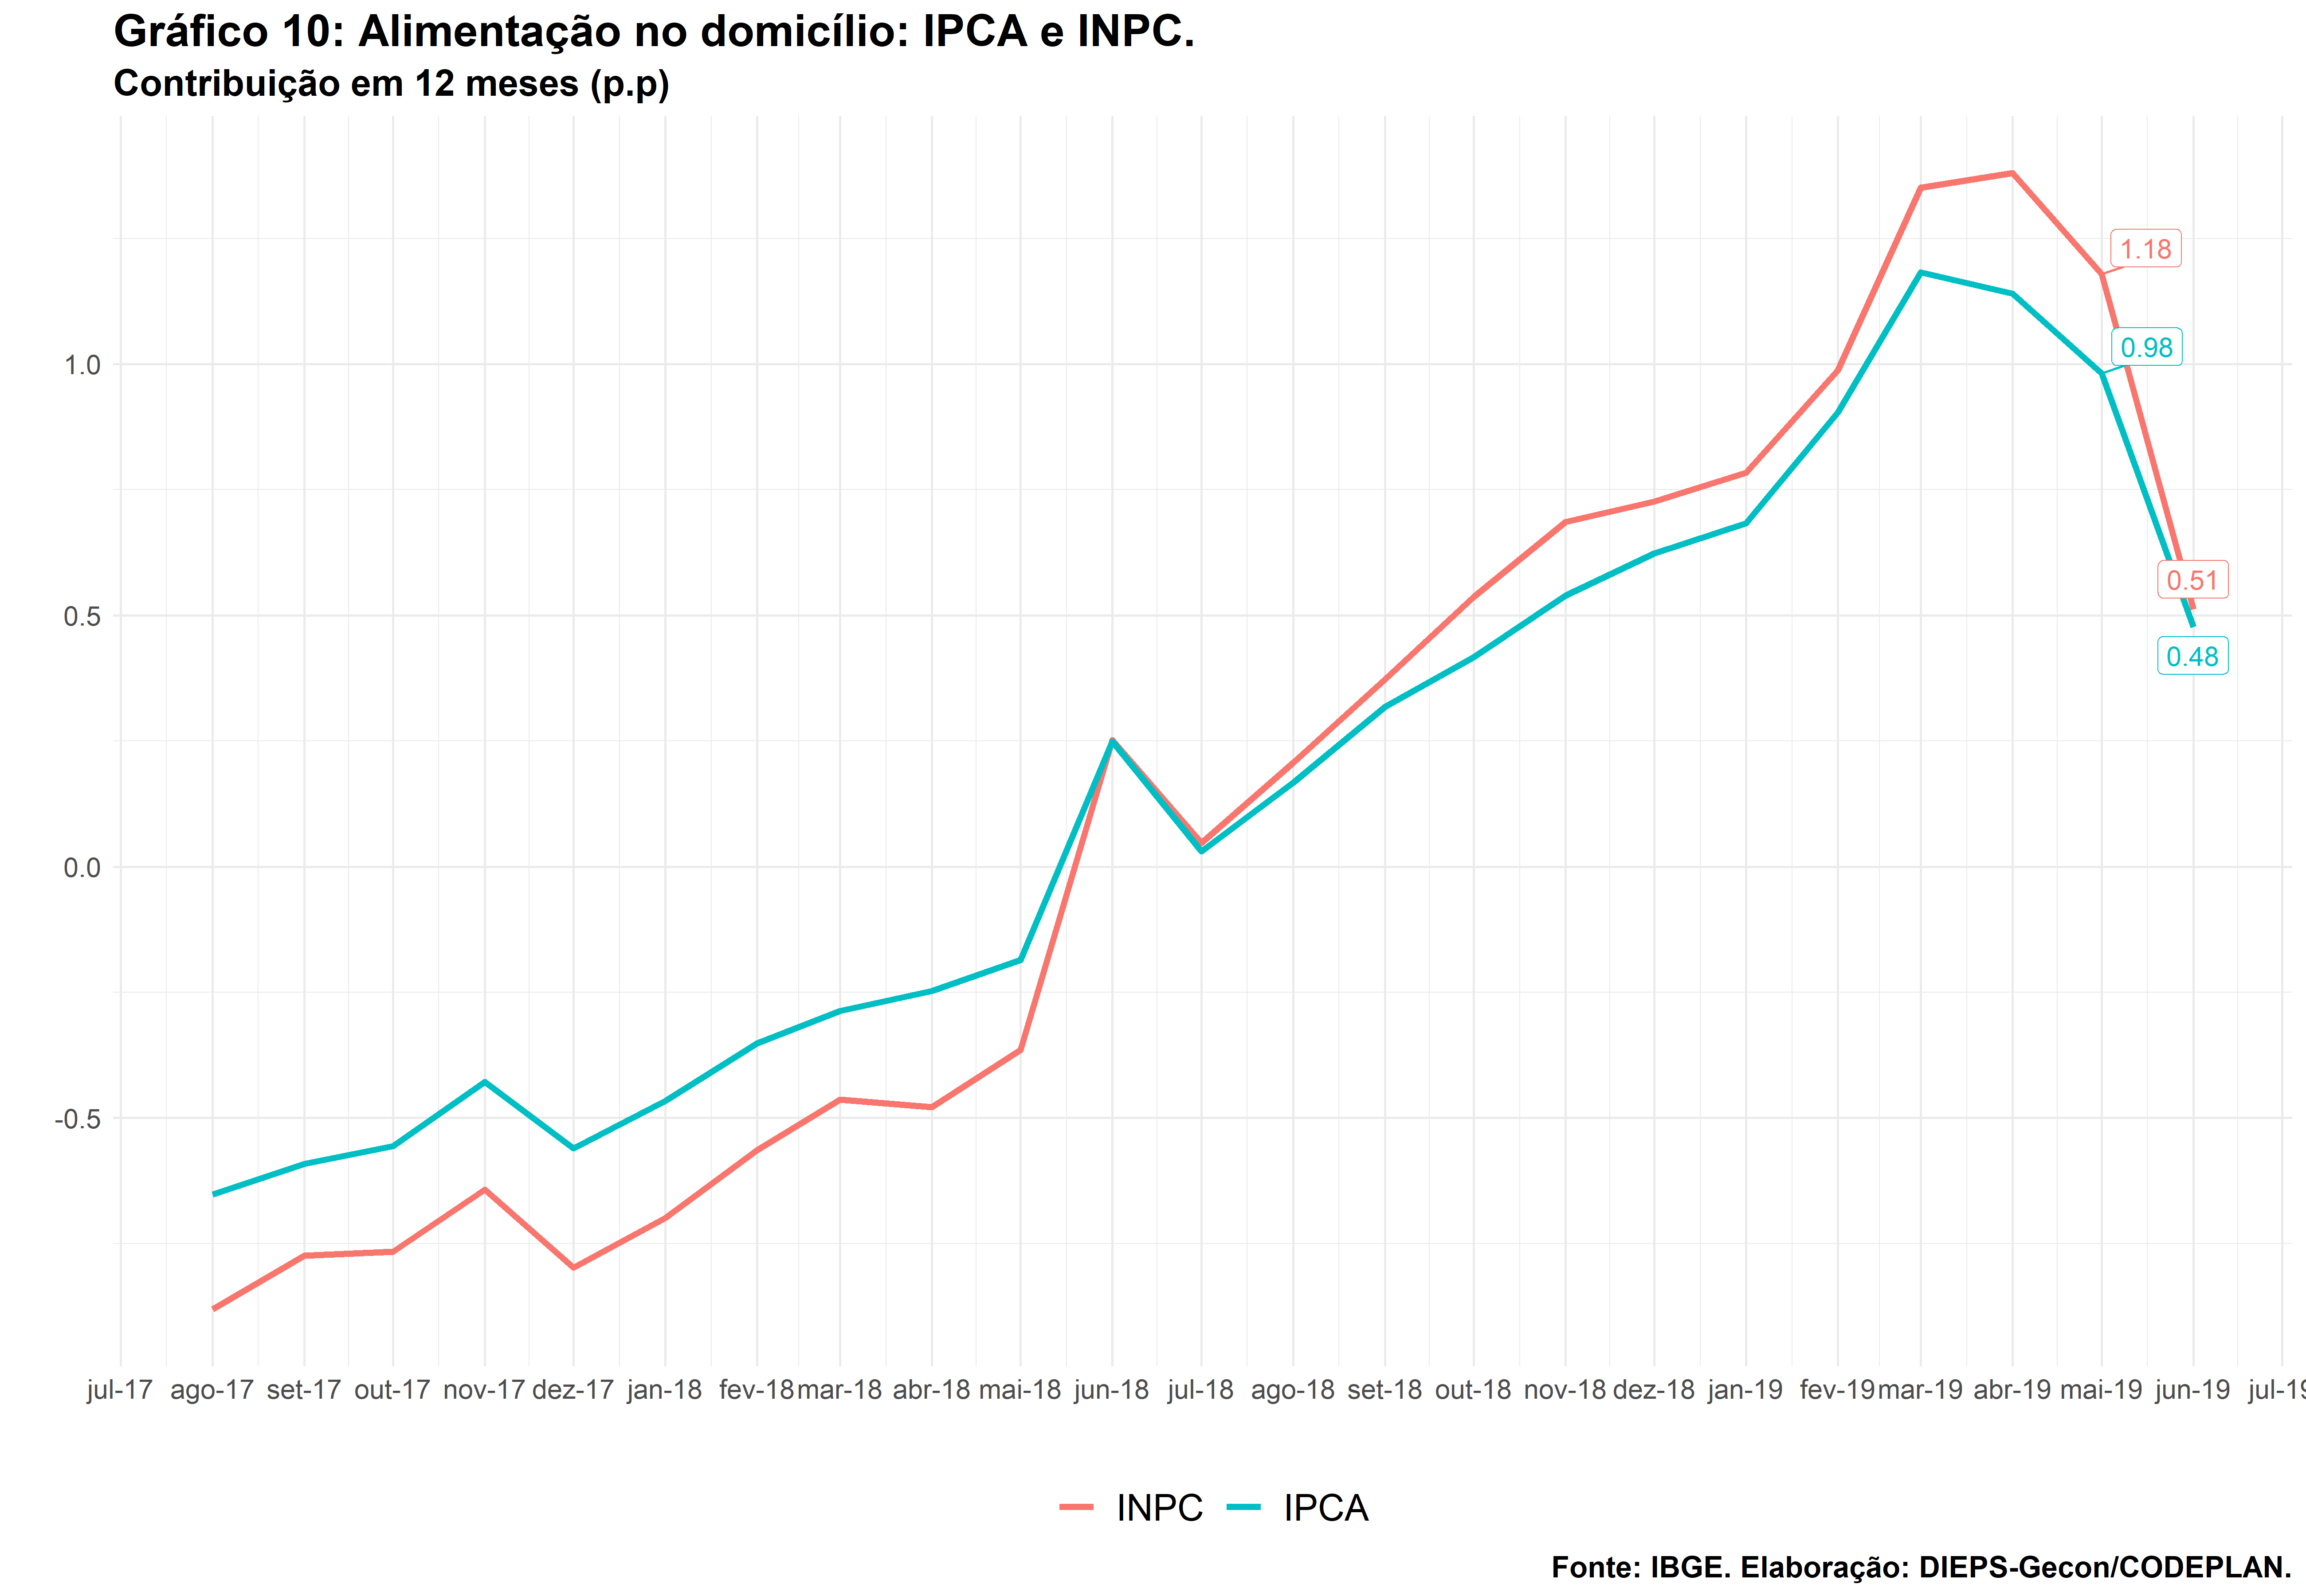 Gráfico 10: Alimentação no domicílio: IPCA e INPC.
Contribuição em 12 meses (p.p)
1.18
1.0
0.98
0.51
0.5
0.48
0.0
-0.5
jul-17 ago-17 set-17 out-17 nov-17 dez-17 jan-18 fev-18 mar-18 abr-18 mai-18 jun-18 jul-18 ago-18 set-18 out-18 nov-18 dez-18 jan-19 fev-19 mar-19 abr-19 mai-19 jun-19 jul-19
INPC IPCA
Fonte: IBGE. Elaboração: DIEPS-Gecon/CODEPLAN.